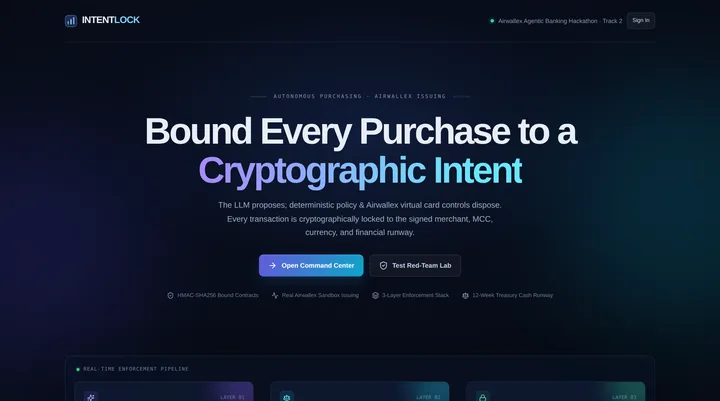 INTENTLOCK
Airwallex Agentic Banking Hackathon · Track 2
Sign In
AUTONOMOUS PURCHASING · AIRWALLEX ISSUING
Bound Every Purchase to a
Cryptographic Intent
The LLM proposes; deterministic policy & Airwallex virtual card controls dispose.
Every transaction is cryptographically locked to the signed merchant, MCC,
currency, and financial runway.
Open Command Center
Test Red-Team Lab
HMAC-SHA256 Bound Contracts
Real Airwallex Sandbox Issuing
3-Layer Enforcement Stack
12-Week Treasury Cash Runway
REAL-TIME ENFORCEMENT PIPELINE
LAYER 01
LAYER 02
LAYER 03